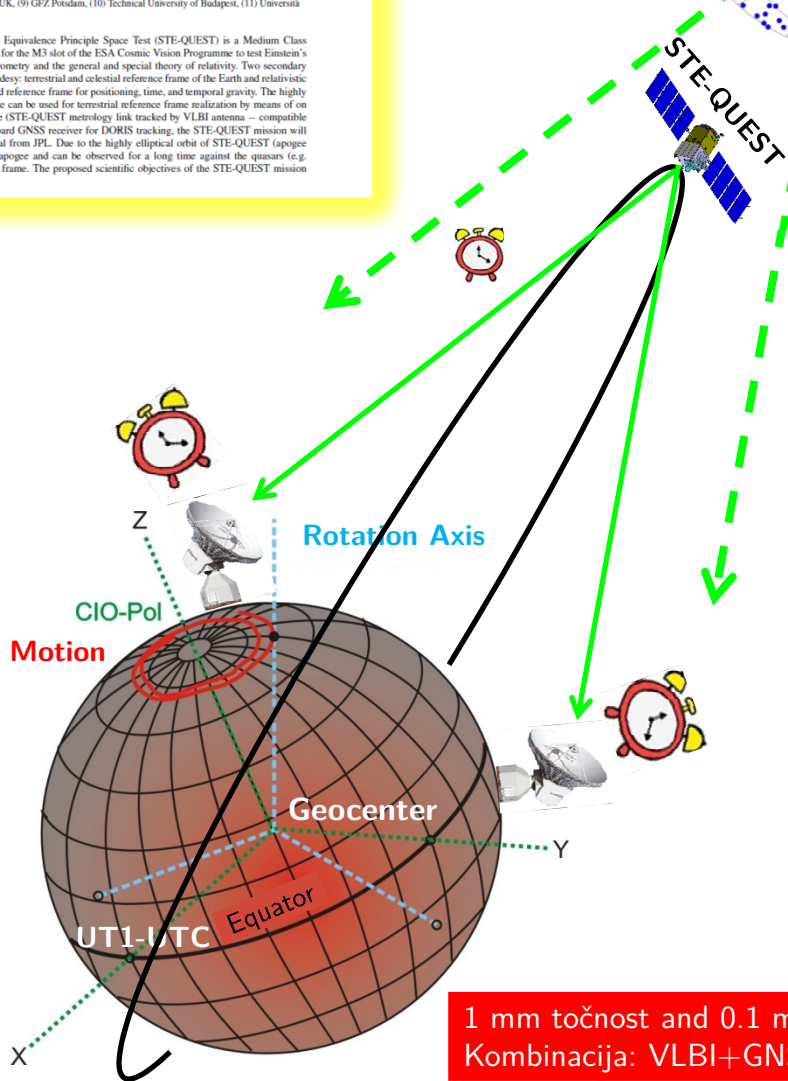 UK, (9) GFZ Potsdam, (10) Technical University of Budapest, (11) Università
Equivalence Principle Space Test (STE-QUEST) is a Medium Class
for the M3 slot of the ESA Cosmic Vision Programme to test Einstein's
rometry and the general and special theory of relativity. Two secondary
desy: terrestrial and celestial reference frame of the Earth and relativistic
d reference frame for positioning, time, and temporal gravity. The highly
e can be used for terrestrial reference frame realization by means of on
e (STE-QUEST metrology link tracked by VLBI antenna – compatible
oard GNSS receiver for DORIS tracking, the STE-QUEST mission will
al from JPL. Due to the highly elliptical orbit of STE-QUEST (apogee
apogee and can be observed for a long time against the quasars (e.g.
frame. The proposed scientific objectives of the STE-QUEST mission
STE-QUEST
Z
Rotation Axis
CIO-Pol
Motion
Geocenter
Y
Equator
UT1-UTC
X
1 mm točnost and 0.1 m
Kombinacija: VLBI+GN